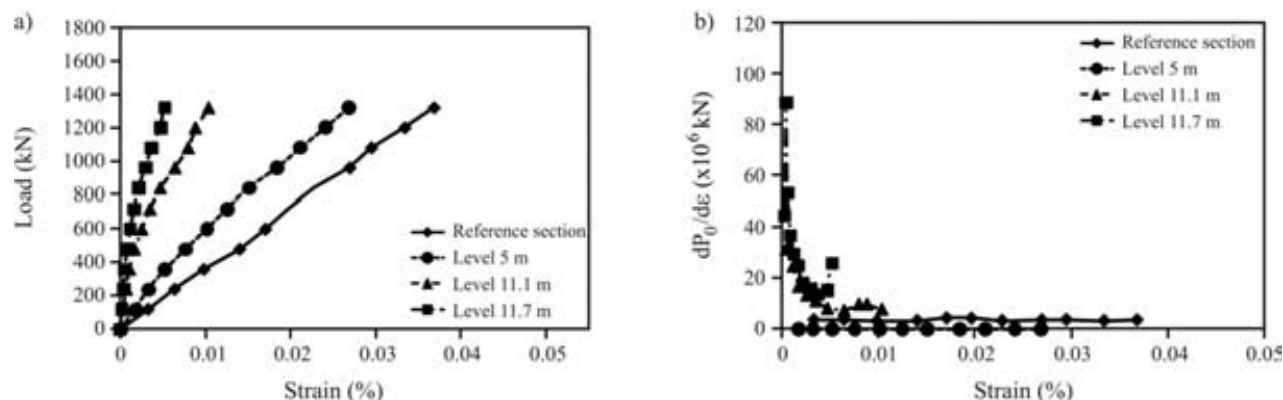 a)
Load (kN)
1800
1600
1400
1200
1000
800
600
400
200
0
0
0.01
0.02
0.03
0.04
0.05
Strain (%)
Reference section
Level 5 m
Level 11.1 m
Level 11.7 m
b)
dP0/dε (x10^6 kN)
120
100
80
60
40
20
0
0
0.01
0.02
0.03
0.04
0.05
Strain (%)
Reference section
Level 5 m
Level 11.1 m
Level 11.7 m